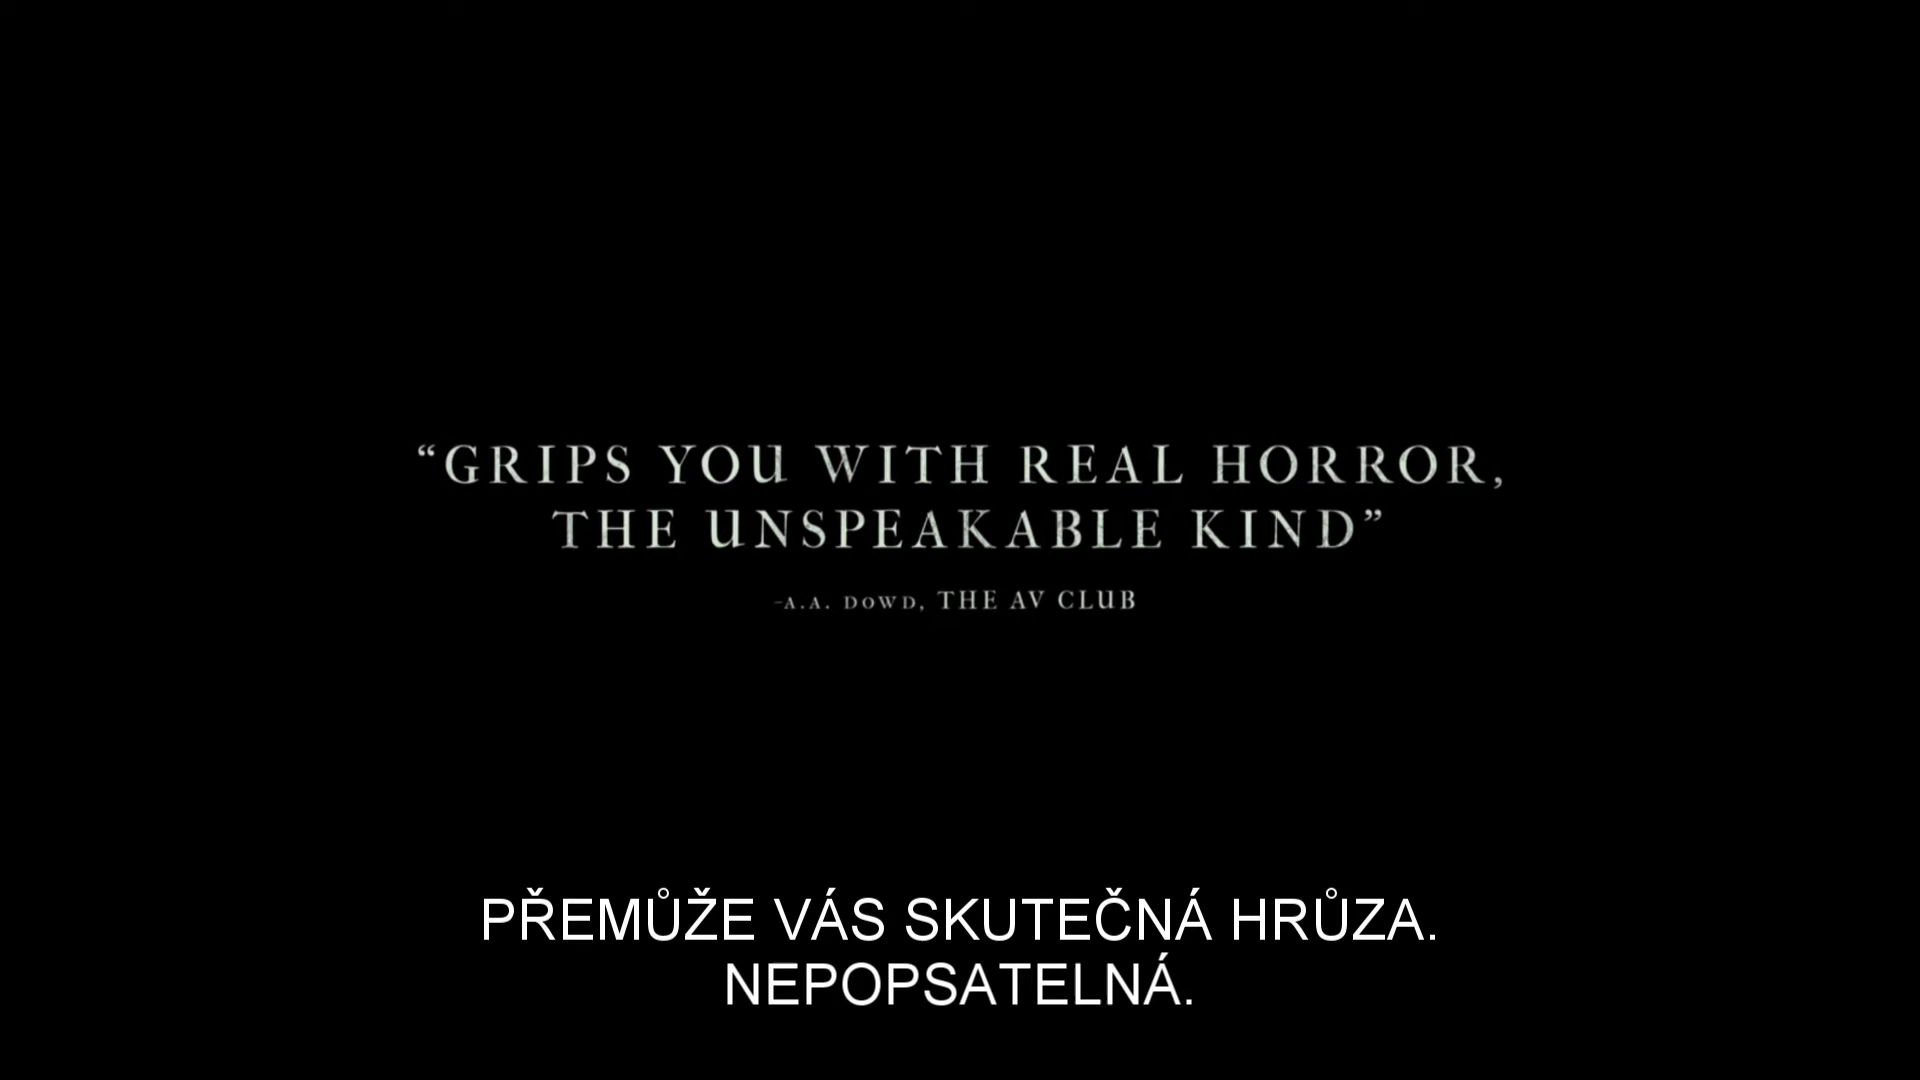 “GRIPS YOU WITH REAL HORROR,
THE UNSPEAKABLE KIND”
-A.A. DOWD, THE AV CLUB
PŘEMŮŽE VÁS SKUTEČNÁ HRŮZA.
NEPOPSATELNÁ.